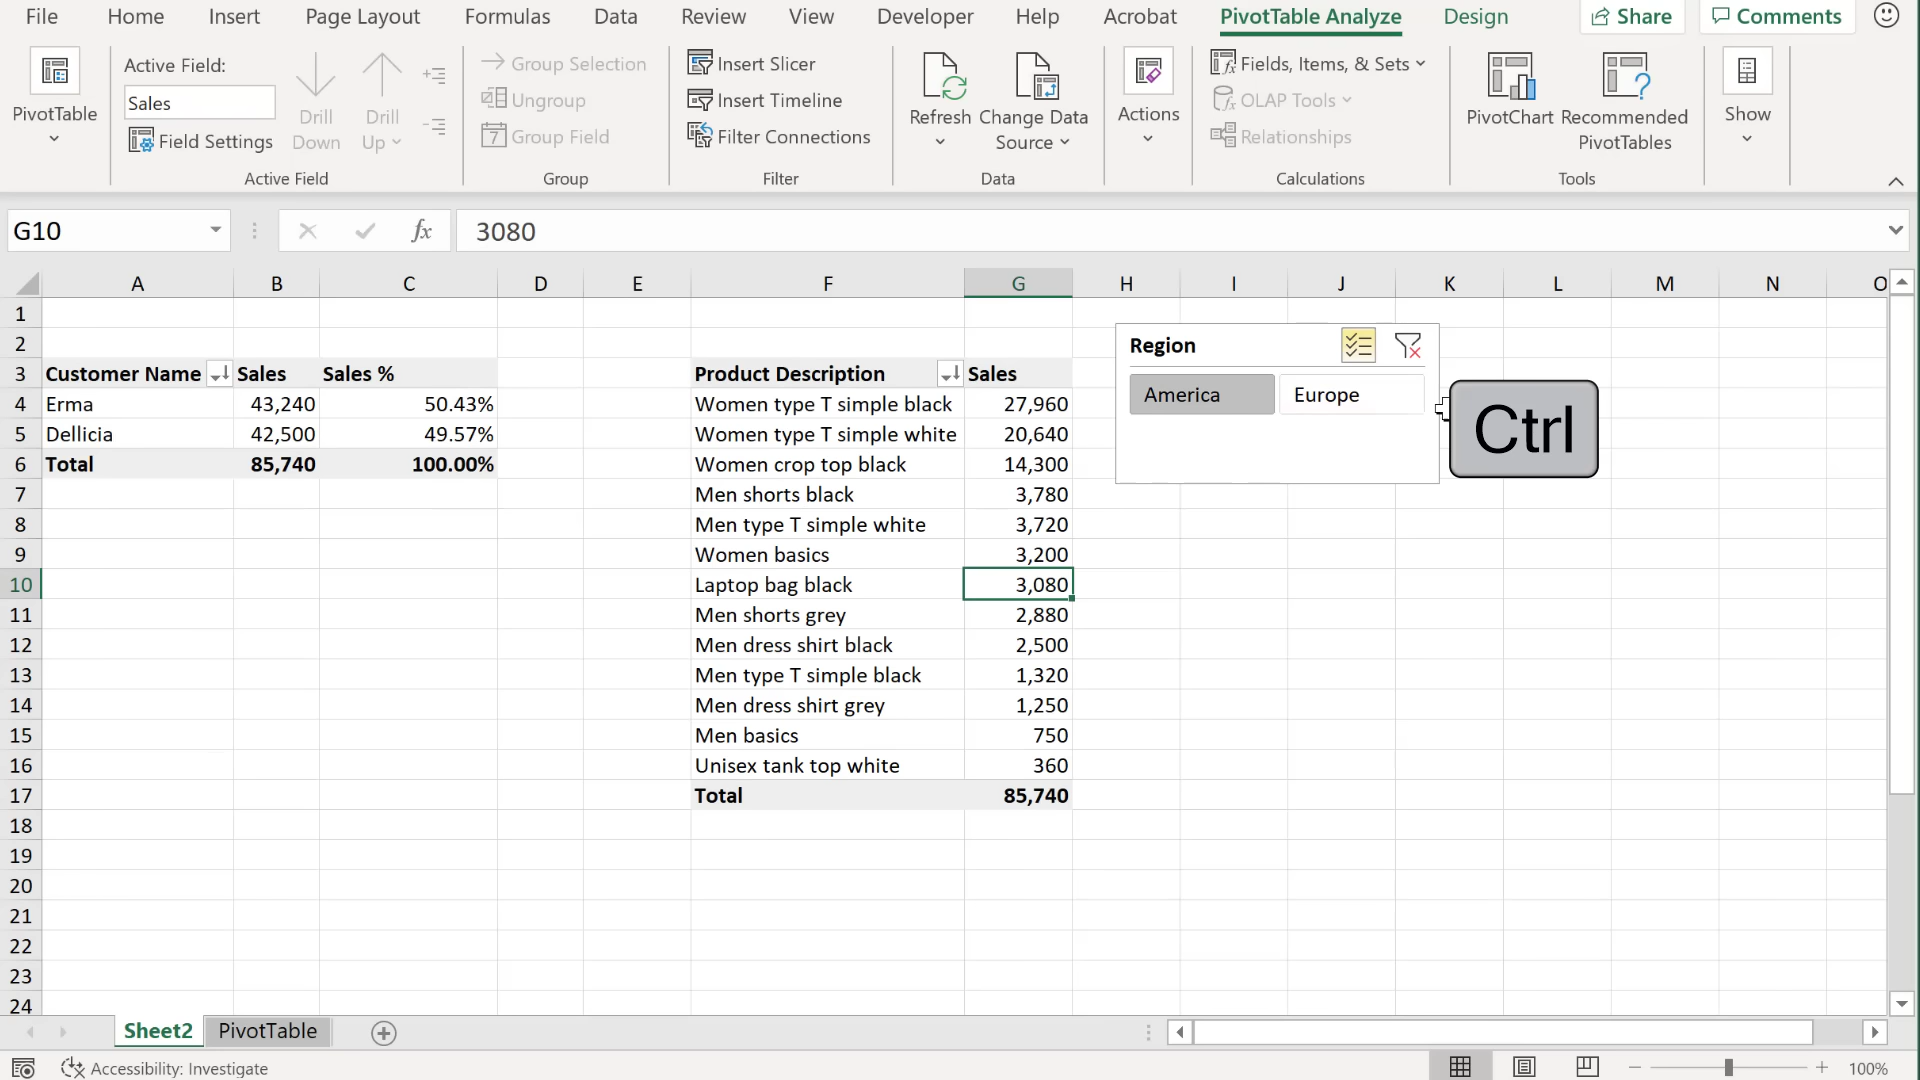 File Home Insert Page Layout Formulas Data Review View Developer Help Acrobat PivotTable Analyze Design Share Comments
PivotTable
Active Field:
Sales
Field Settings
Drill Down
Drill Up
Active Field
Group Selection
Ungroup
7 Group Field
Group
Insert Slicer
Insert Timeline
Filter Connections
Filter
Refresh
Change Data Source
Data
Actions
Fields, Items, & Sets
OLAP Tools
Relationships
Calculations
PivotChart
Recommended PivotTables
Tools
Show
G10 fx 3080
A B C D E F G H I J K L M N O
1
2
3 Customer Name Sales Sales % Product Description Sales
4 Erma 43,240 50.43% Women type T simple black 27,960
5 Dellicia 42,500 49.57% Women type T simple white 20,640
6 Total 85,740 100.00% Women crop top black 14,300
7 Men shorts black 3,780
8 Men type T simple white 3,720
9 Women basics 3,200
10 Laptop bag black 3,080
11 Men shorts grey 2,880
12 Men dress shirt black 2,500
13 Men type T simple black 1,320
14 Men dress shirt grey 1,250
15 Men basics 750
16 Unisex tank top white 360
17 Total 85,740
18
19
20
21
22
23
24
Region
America Europe
Ctrl
Sheet2 PivotTable
Accessibility: Investigate 100%